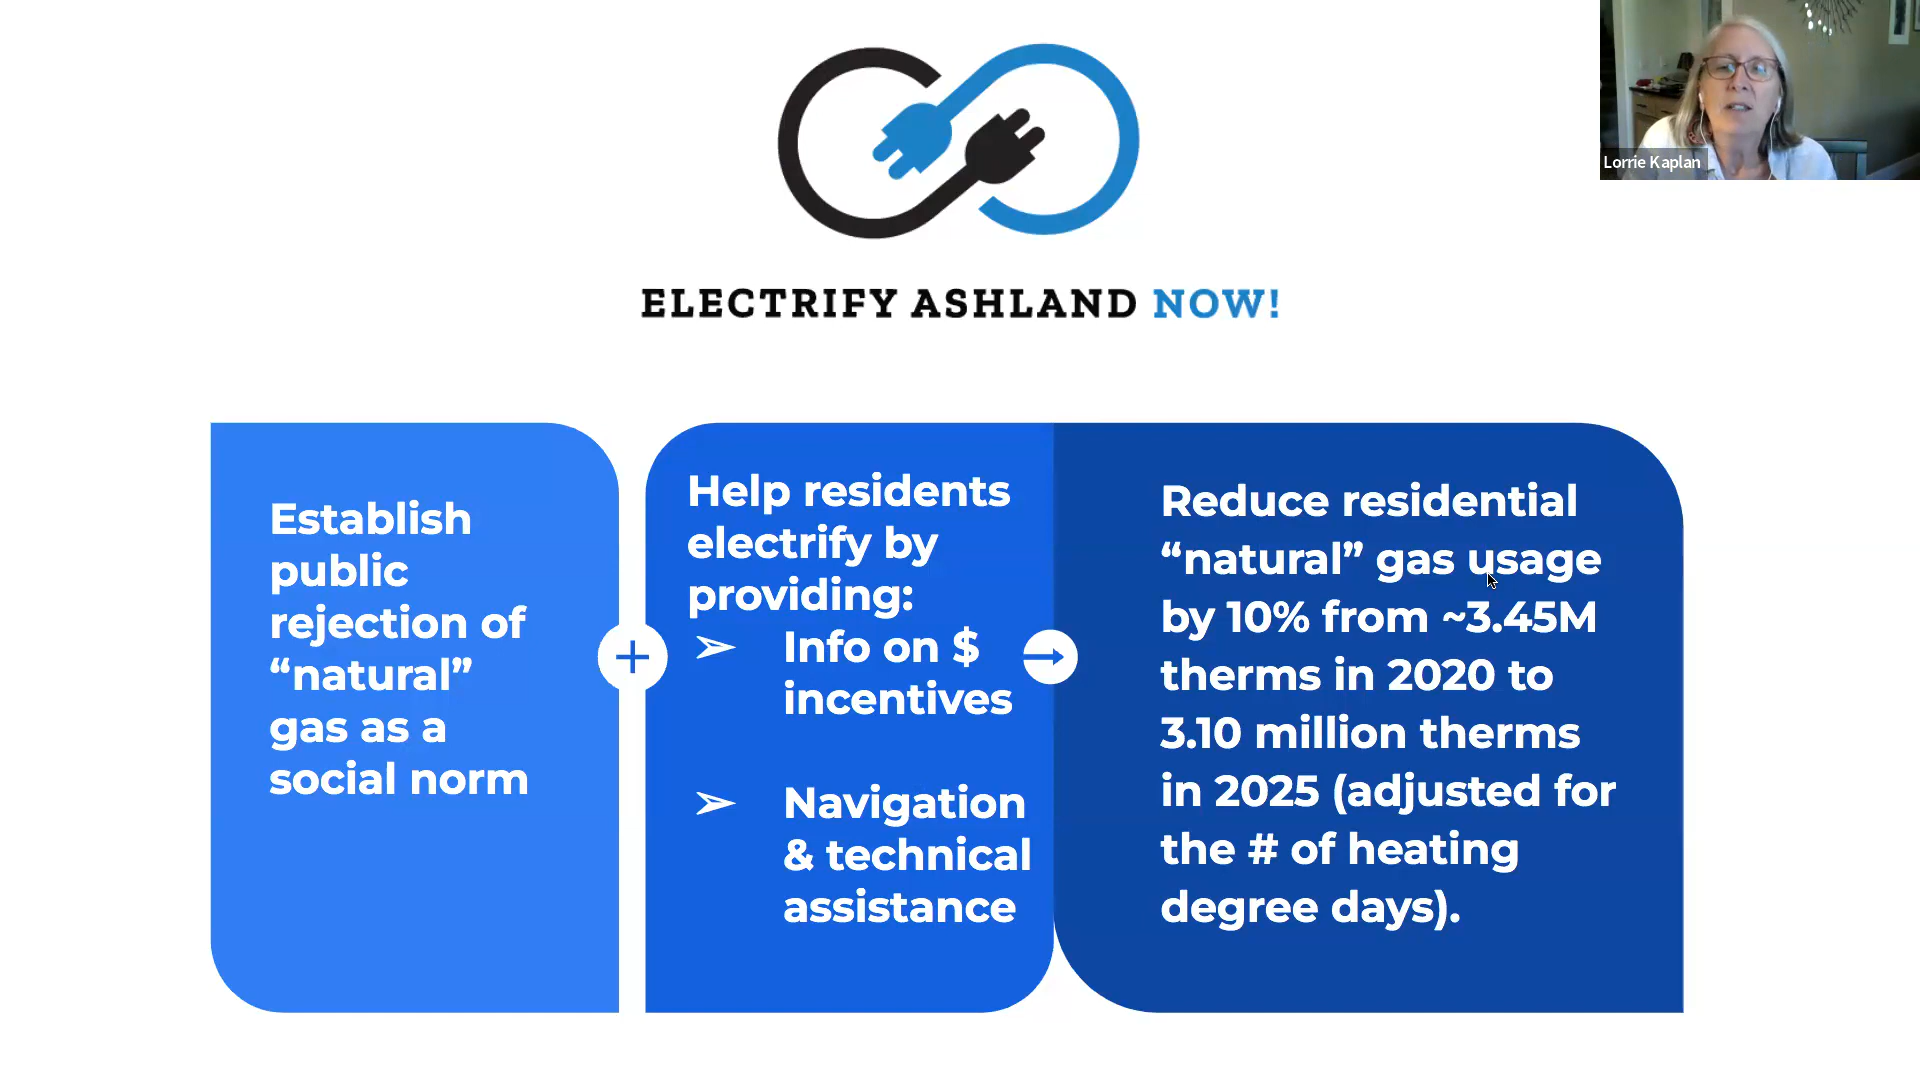 Lorrie Kaplan
ELECTRIFY ASHLAND NOW!
Establish
public
rejection of
“natural”
gas as a
social norm
+
Help residents
electrify by
providing:
➢ Info on $
incentives
➢ Navigation
& technical
assistance
→
Reduce residential
“natural” gas usage
by 10% from ~3.45M
therms in 2020 to
3.10 million therms
in 2025 (adjusted for
the # of heating
degree days).